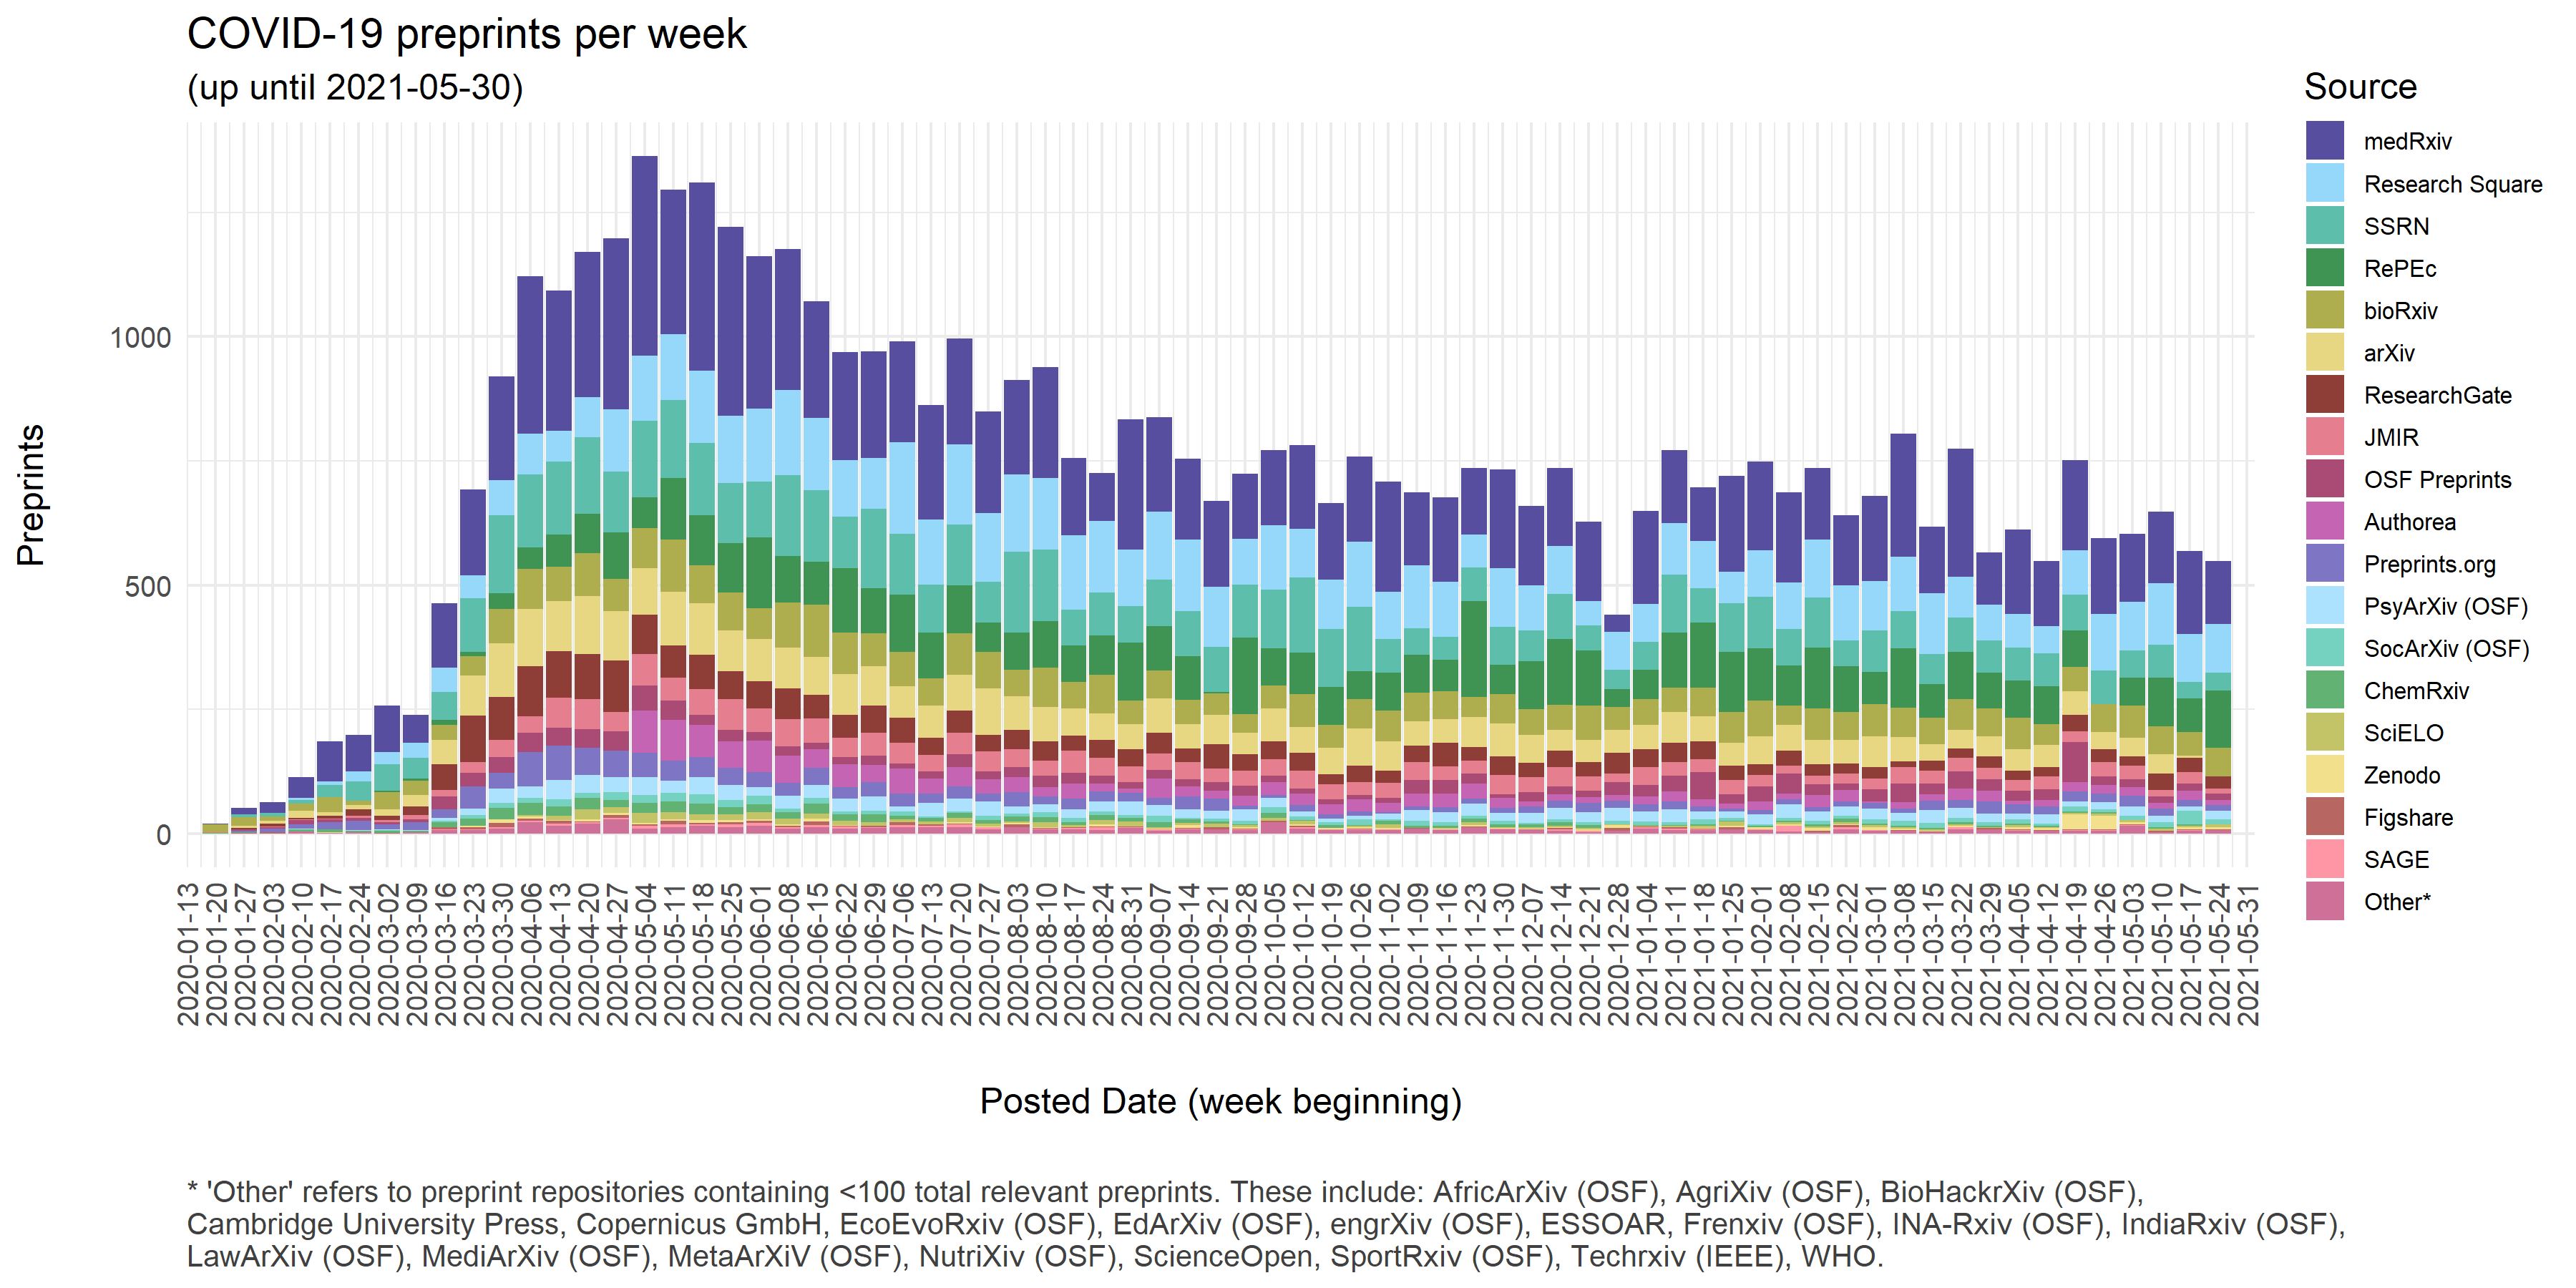 COVID-19 preprints per week
(up until 2021-05-30)
Preprints
1000
500
0
2020-01-13
2020-01-20
2020-01-27
2020-02-03
2020-02-10
2020-02-17
2020-02-24
2020-03-02
2020-03-09
2020-03-16
2020-03-23
2020-03-30
2020-04-06
2020-04-13
2020-04-20
2020-04-27
2020-05-04
2020-05-11
2020-05-18
2020-05-25
2020-06-01
2020-06-08
2020-06-15
2020-06-22
2020-06-29
2020-07-06
2020-07-13
2020-07-20
2020-07-27
2020-08-03
2020-08-10
2020-08-17
2020-08-24
2020-08-31
2020-09-07
2020-09-14
2020-09-21
2020-09-28
2020-10-05
2020-10-12
2020-10-19
2020-10-26
2020-11-02
2020-11-09
2020-11-16
2020-11-23
2020-11-30
2020-12-07
2020-12-14
2020-12-21
2020-12-28
2021-01-04
2021-01-11
2021-01-18
2021-01-25
2021-02-01
2021-02-08
2021-02-15
2021-02-22
2021-03-01
2021-03-08
2021-03-15
2021-03-22
2021-03-29
2021-04-05
2021-04-12
2021-04-19
2021-04-26
2021-05-03
2021-05-10
2021-05-17
2021-05-24
2021-05-31
Posted Date (week beginning)
Source
medRxiv
Research Square
SSRN
RePEc
bioRxiv
arXiv
ResearchGate
JMIR
OSF Preprints
Authorea
Preprints.org
PsyArXiv (OSF)
SocArXiv (OSF)
ChemRxiv
SciELO
Zenodo
Figshare
SAGE
Other*
* 'Other' refers to preprint repositories containing <100 total relevant preprints. These include: AfricArXiv (OSF), AgriXiv (OSF), BioHackrXiv (OSF),
Cambridge University Press, Copernicus GmbH, EcoEvoRxiv (OSF), EdArXiv (OSF), engrXiv (OSF), ESSOAR, Frenxiv (OSF), INA-Rxiv (OSF), IndiaRxiv (OSF),
LawArXiv (OSF), MediArXiv (OSF), MetaArXiV (OSF), NutriXiv (OSF), ScienceOpen, SportRxiv (OSF), Techrxiv (IEEE), WHO.